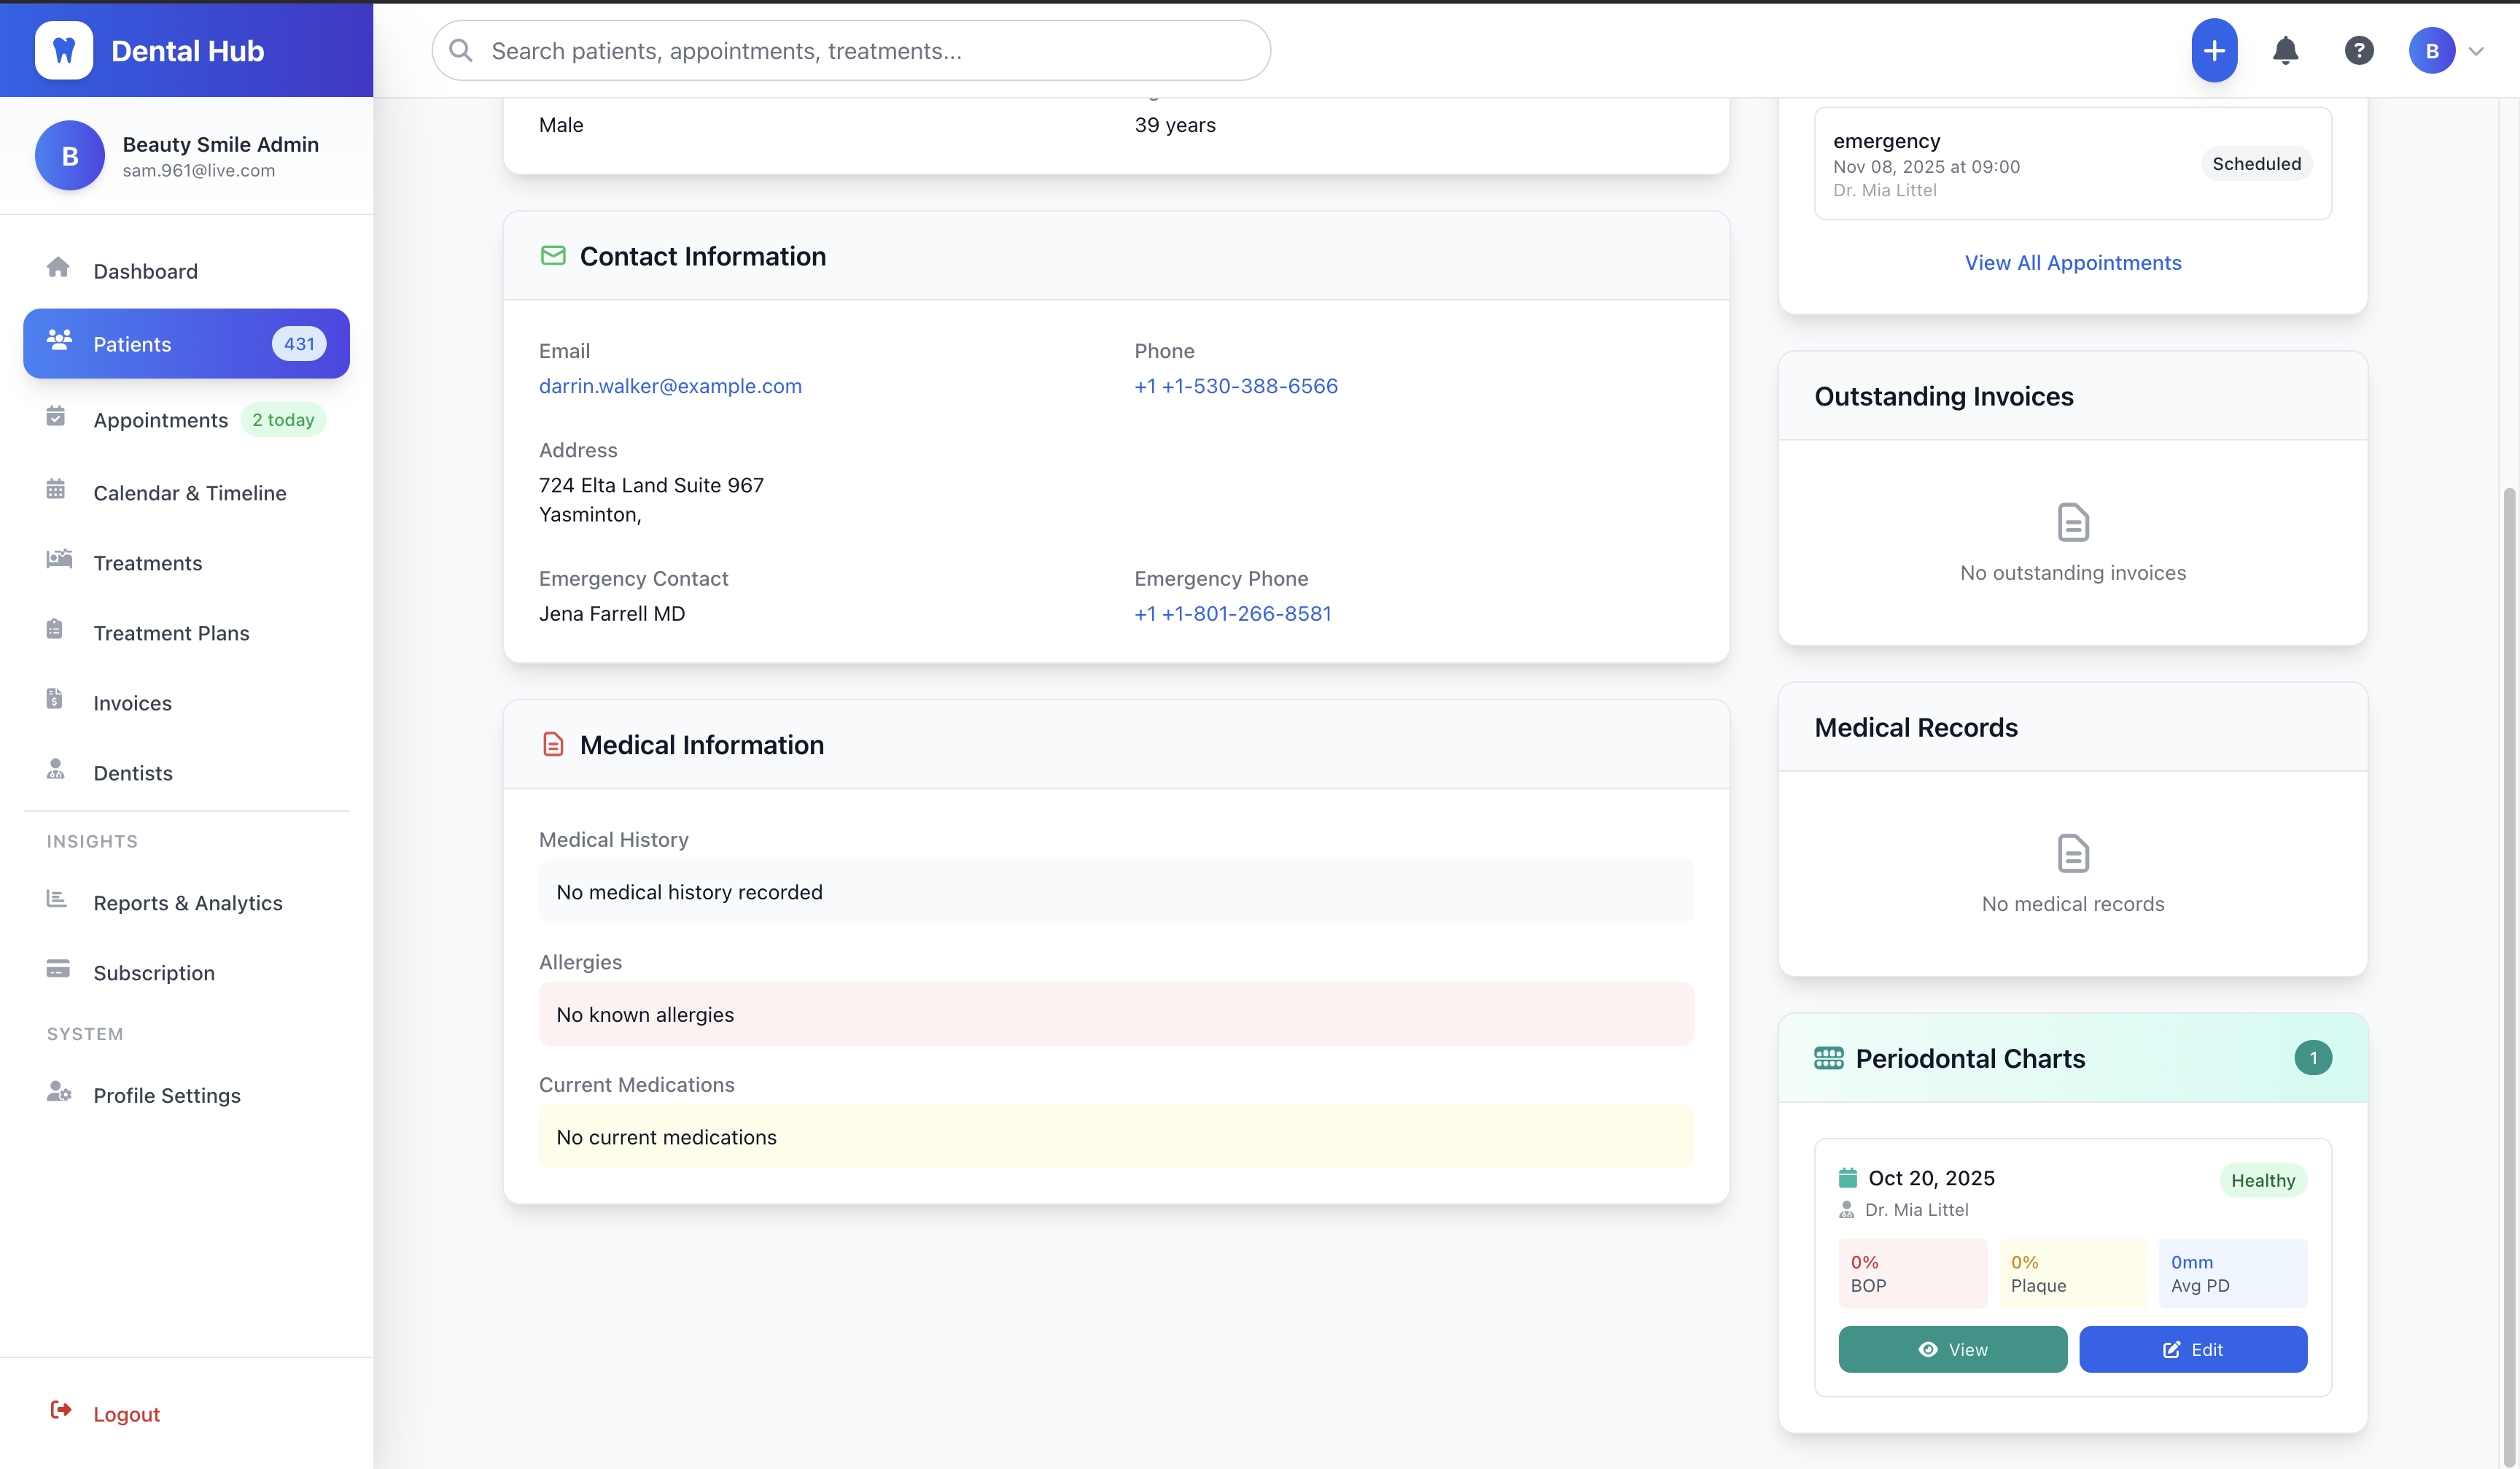 Dental Hub
Search patients, appointments, treatments...
B
B
Beauty Smile Admin
sam.961@live.com
Dashboard
Patients
431
Appointments
2 today
Calendar & Timeline
Treatments
Treatment Plans
Invoices
Dentists
INSIGHTS
Reports & Analytics
Subscription
SYSTEM
Profile Settings
Logout
Male
39 years
Contact Information
Email
Phone
darrin.walker@example.com
+1 +1-530-388-6566
Address
724 Elta Land Suite 967
Yasminton,
Emergency Contact
Emergency Phone
Jena Farrell MD
+1 +1-801-266-8581
Medical Information
Medical History
No medical history recorded
Allergies
No known allergies
Current Medications
No current medications
emergency
Nov 08, 2025 at 09:00
Dr. Mia Littel
Scheduled
View All Appointments
Outstanding Invoices
No outstanding invoices
Medical Records
No medical records
Periodontal Charts
1
Oct 20, 2025
Healthy
Dr. Mia Littel
0%
BOP
0%
Plaque
0mm
Avg PD
View
Edit